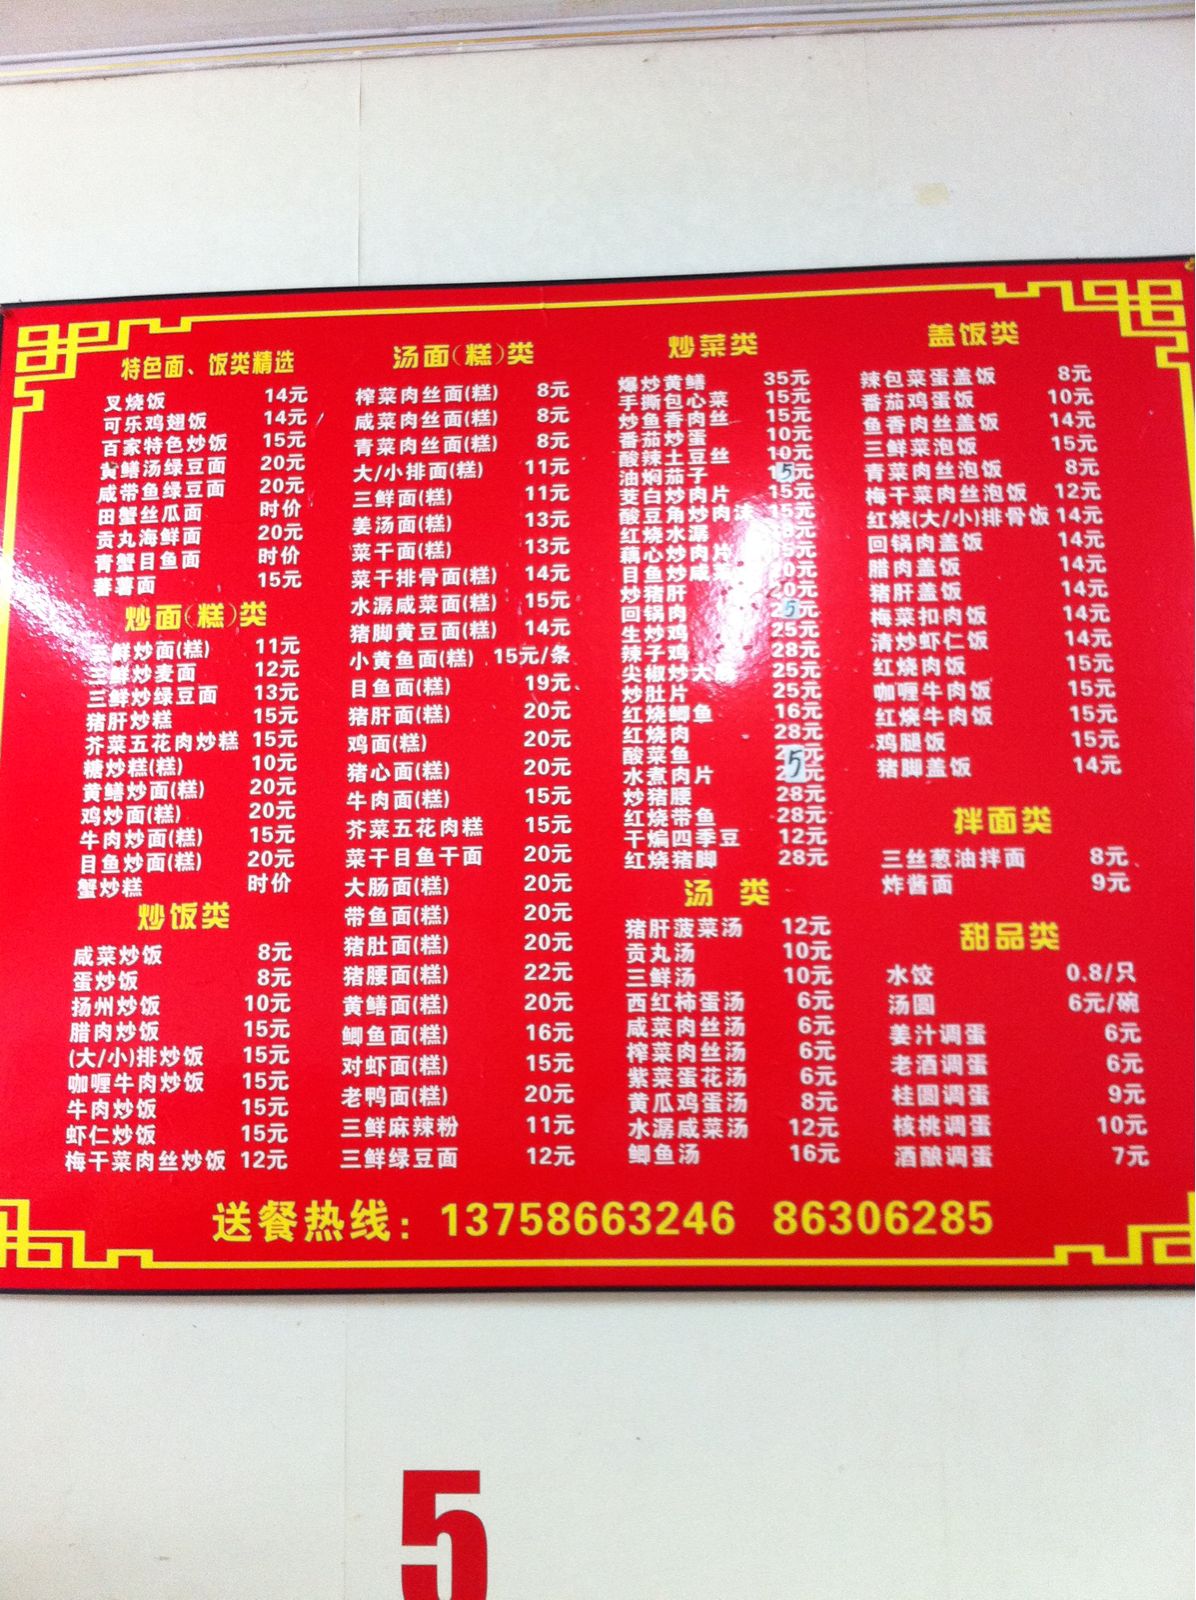 特色面、饭类精选
叉烧饭 14元
可乐鸡翅饭 14元
百家特色炒饭 15元
黄鳝汤绿豆面 20元
咸带鱼绿豆面 20元
田蟹丝瓜面 时价
贡丸海鲜面 20元
青蟹目鱼面 时价
蕃薯面 15元
炒面(糕)类
三鲜炒面(糕) 11元
三鲜炒麦面 12元
三鲜炒绿豆面 13元
猪肝炒糕 15元
芥菜五花肉炒糕 15元
糖炒糕(糕) 10元
黄鳝炒面(糕) 20元
鸡炒面(糕) 20元
牛肉炒面(糕) 15元
目鱼炒面(糕) 20元
蟹炒糕 时价
炒饭类
咸菜炒饭 8元
蛋炒饭 8元
扬州炒饭 10元
腊肉炒饭 15元
(大/小)排炒饭 15元
咖喱牛肉炒饭 15元
牛肉炒饭 15元
虾仁炒饭 15元
梅干菜肉丝炒饭 12元
汤面(糕)类
榨菜肉丝面(糕) 8元
咸菜肉丝面(糕) 8元
青菜肉丝面(糕) 8元
大/小排面(糕) 11元
三鲜面(糕) 11元
姜汤面(糕) 13元
菜干面(糕) 13元
菜干排骨面(糕) 14元
水潺咸菜面(糕) 15元
猪脚黄豆面(糕) 14元
小黄鱼面(糕) 15元/条
目鱼面(糕) 19元
猪肝面(糕) 20元
鸡面(糕) 20元
猪心面(糕) 20元
牛肉面(糕) 15元
芥菜五花肉糕 15元
菜干目鱼干面 20元
大肠面(糕) 20元
带鱼面(糕) 20元
猪肚面(糕) 20元
猪腰面(糕) 22元
黄鳝面(糕) 20元
鲫鱼面(糕) 16元
对虾面(糕) 15元
老鸭面(糕) 20元
三鲜麻辣粉 11元
三鲜绿豆面 12元
炒菜类
爆炒黄鳝 35元
手撕包心菜 15元
炒鱼香肉丝 15元
番茄炒蛋 10元
酸辣土豆丝 10元
油焖茄子 15元
茭白炒肉片 15元
酸豆角炒肉沫 15元
红烧水潺
藕心炒肉片
目鱼炒咸菜
炒猪肝
回锅肉 25元
生炒鸡 25元
辣子鸡 28元
尖椒炒大 25元
炒肚片 25元
红烧鲫鱼 16元
红烧肉 28元
酸菜鱼
水煮肉片
炒猪腰 28元
红烧带鱼 28元
干煸四季豆 12元
红烧猪脚 28元
汤 类
猪肝菠菜汤 12元
贡丸汤 10元
三鲜汤 10元
西红柿蛋汤 6元
咸菜肉丝汤 6元
榨菜肉丝汤 6元
紫菜蛋花汤 6元
黄瓜鸡蛋汤 8元
水潺咸菜汤 12元
鲫鱼汤 16元
盖饭类
辣包菜蛋盖饭 8元
番茄鸡蛋饭 10元
鱼香肉丝盖饭 14元
三鲜菜泡饭 15元
青菜肉丝泡饭 8元
梅干菜肉丝泡饭 12元
红烧(大/小)排骨饭 14元
回锅肉盖饭 14元
腊肉盖饭 14元
猪肝盖饭 14元
梅菜扣肉饭 14元
清炒虾仁饭 14元
红烧肉饭 15元
咖喱牛肉饭 15元
红烧牛肉饭 15元
鸡腿饭 15元
猪脚盖饭 14元
拌面类
三丝葱油拌面 8元
炸酱面 9元
甜品类
水饺 0.8/只
汤圆 6元/碗
姜汁调蛋 6元
老酒调蛋 6元
桂圆调蛋 9元
核桃调蛋 10元
酒酿调蛋 7元
送餐热线：13758663246 86306285
5